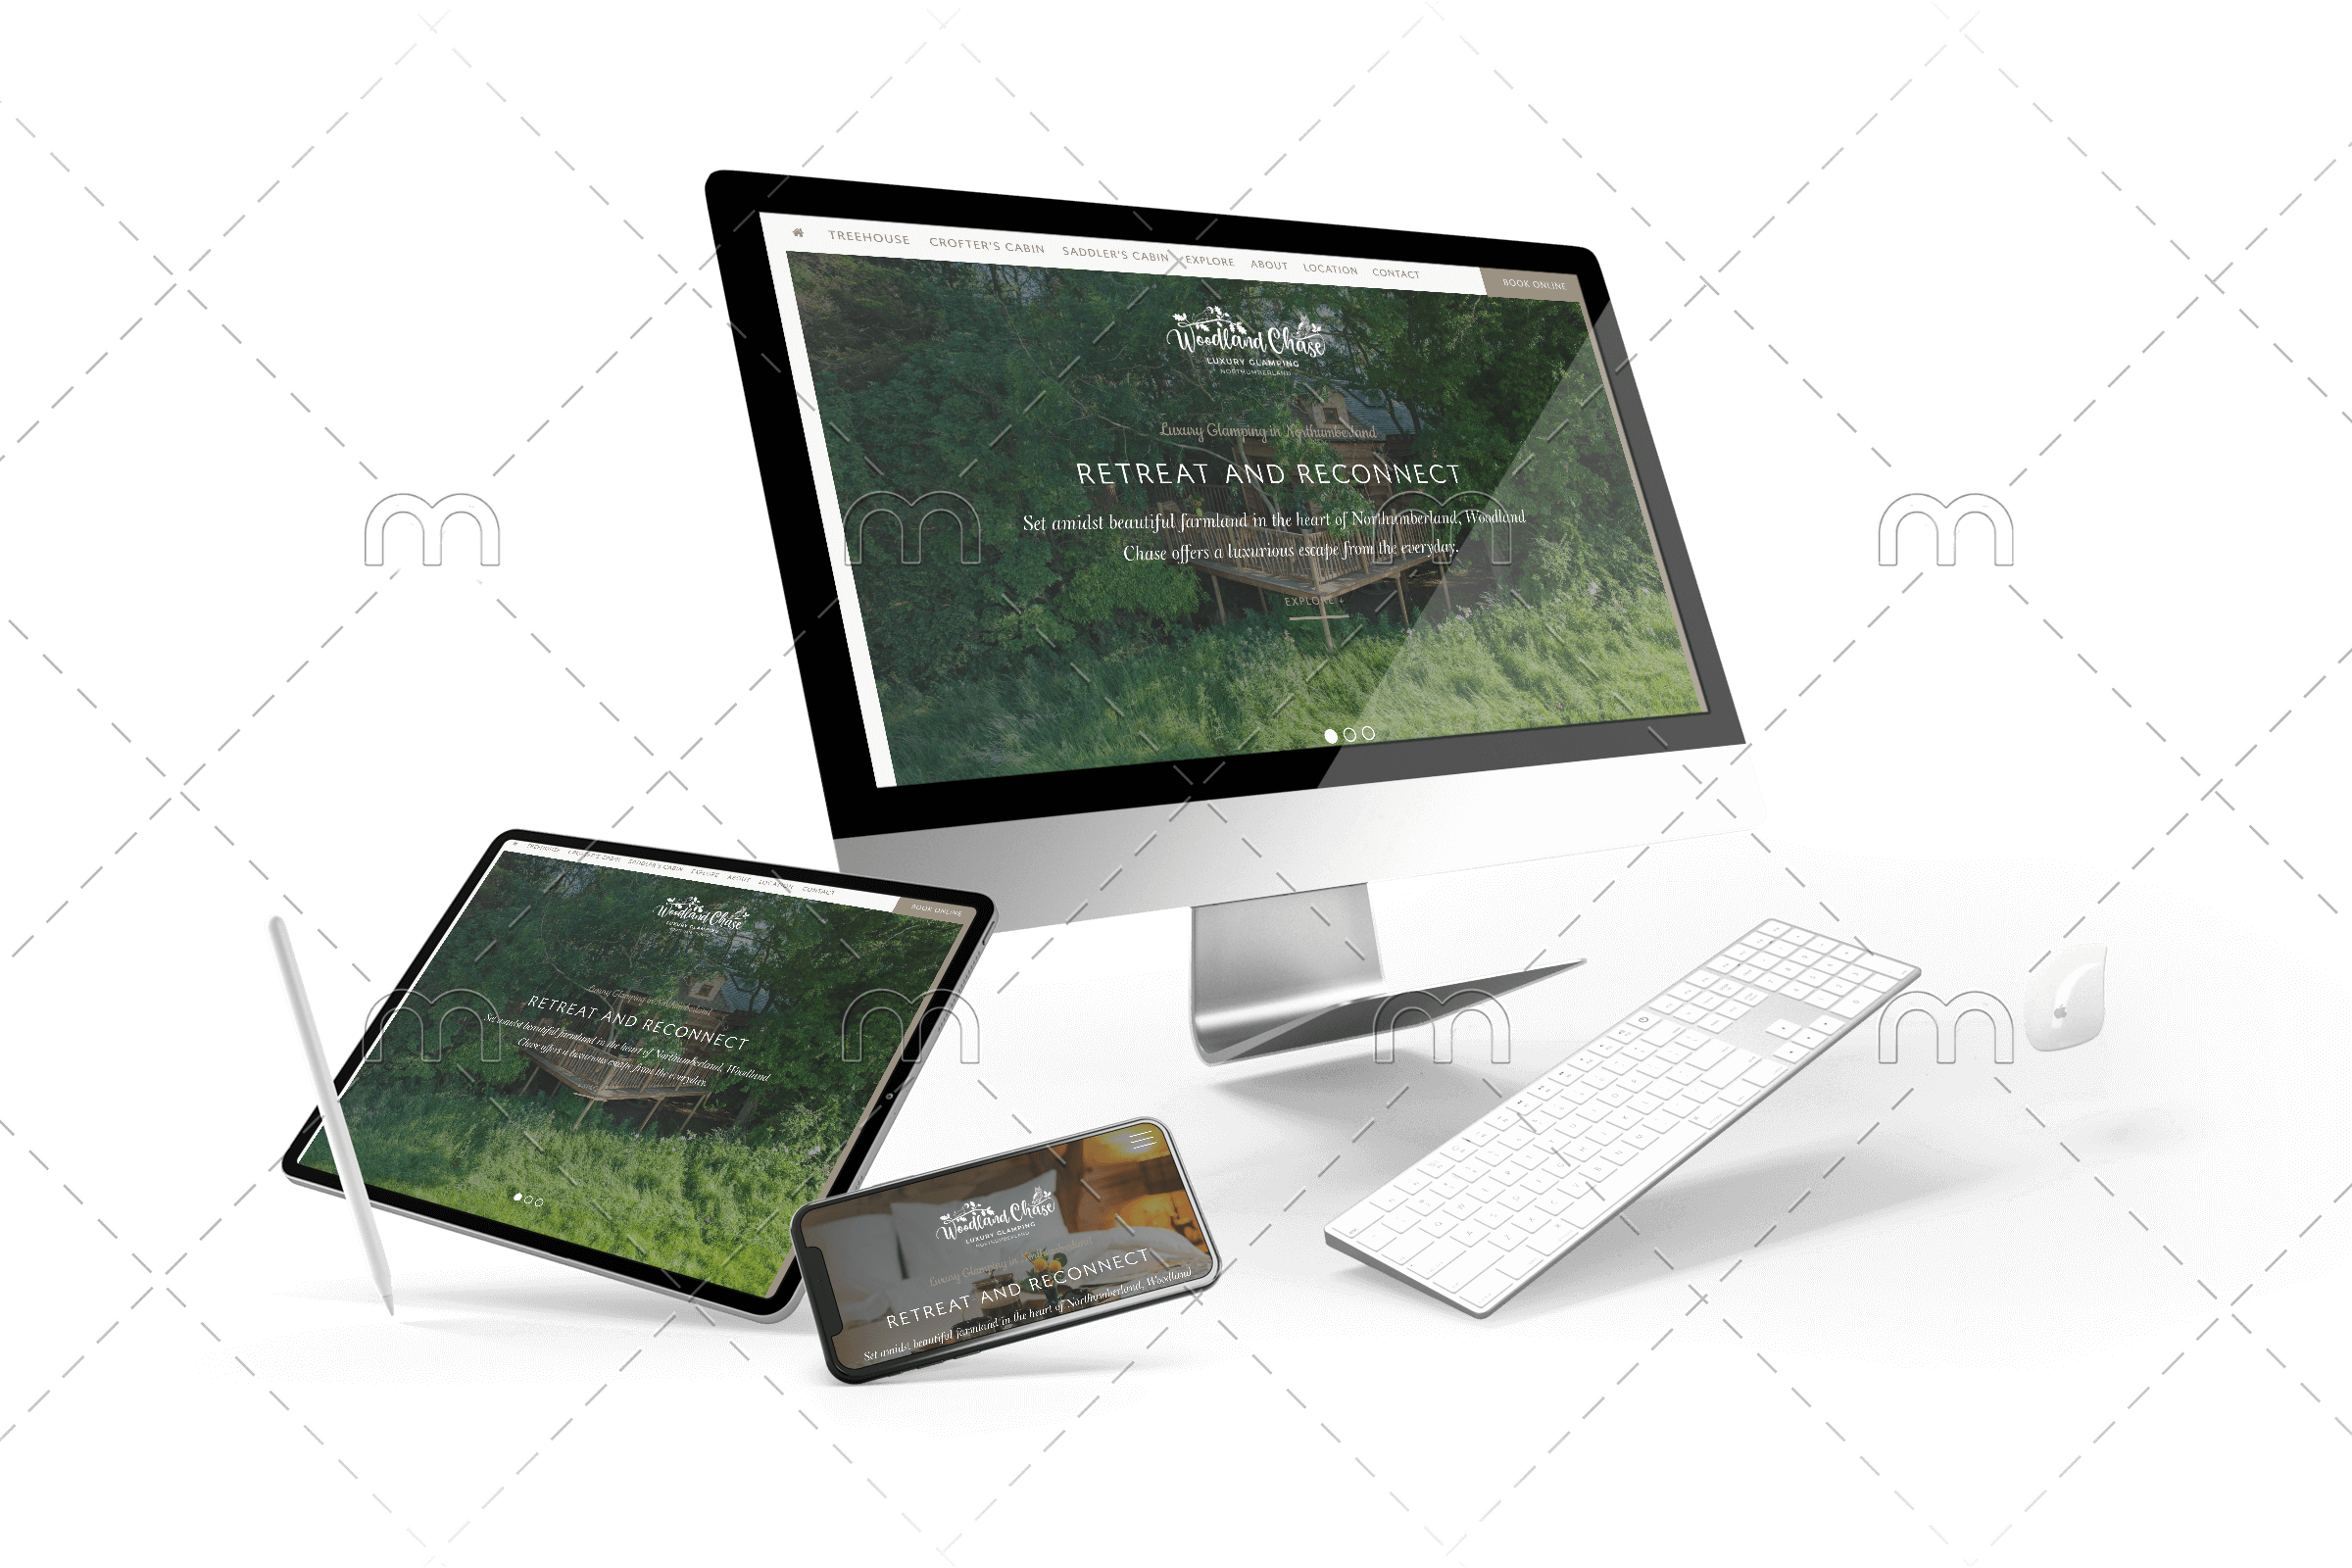 TREEHOUSE CROFTER'S CABIN SADDLER'S CABIN EXPLORE ABOUT LOCATION CONTACT BOOK ONLINE
Woodland Chase
LUXURY GLAMPING
NORTHUMBERLAND
Luxury Glamping in Northumberland
RETREAT AND RECONNECT
Set amidst beautiful farmland in the heart of Northumberland, Woodland
Chase offers a luxurious escape from the everyday.
EXPLORE ↓
TREEHOUSE CROFTER'S CABIN SADDLER'S CABIN EXPLORE ABOUT LOCATION CONTACT BOOK ONLINE
Woodland Chase
LUXURY GLAMPING
Luxury Glamping in Northumberland
RETREAT AND RECONNECT
Set amidst beautiful farmland in the heart of Northumberland, Woodland
Chase offers a luxurious escape from the everyday.
Woodland Chase
LUXURY GLAMPING
NORTHUMBERLAND
Luxury Glamping in Northumberland
RETREAT AND RECONNECT
Set amidst beautiful farmland in the heart of Northumberland, Woodland